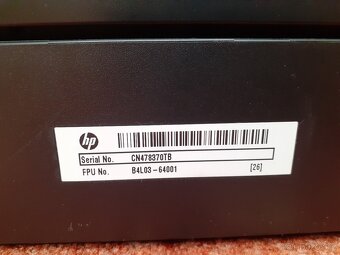 hp
Serial No. CN478370TB
FPU No. B4L03-64001 [26]